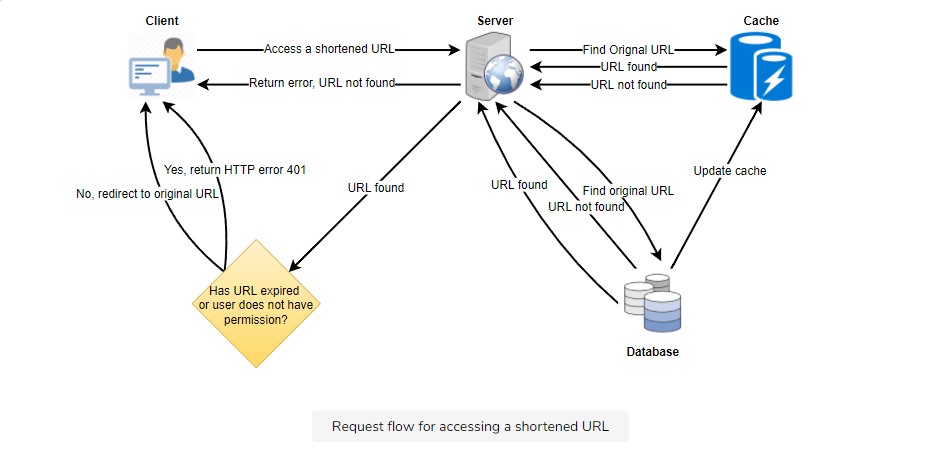 Client
Server
Cache
Access a shortened URL
Find Orignal URL
URL found
Return error, URL not found
URL not found
Yes, return HTTP error 401
Update cache
No, redirect to original URL
URL found
URL found
Find original URL
URL not found
Has URL expired
or user does not have
permission?
Database
Request flow for accessing a shortened URL